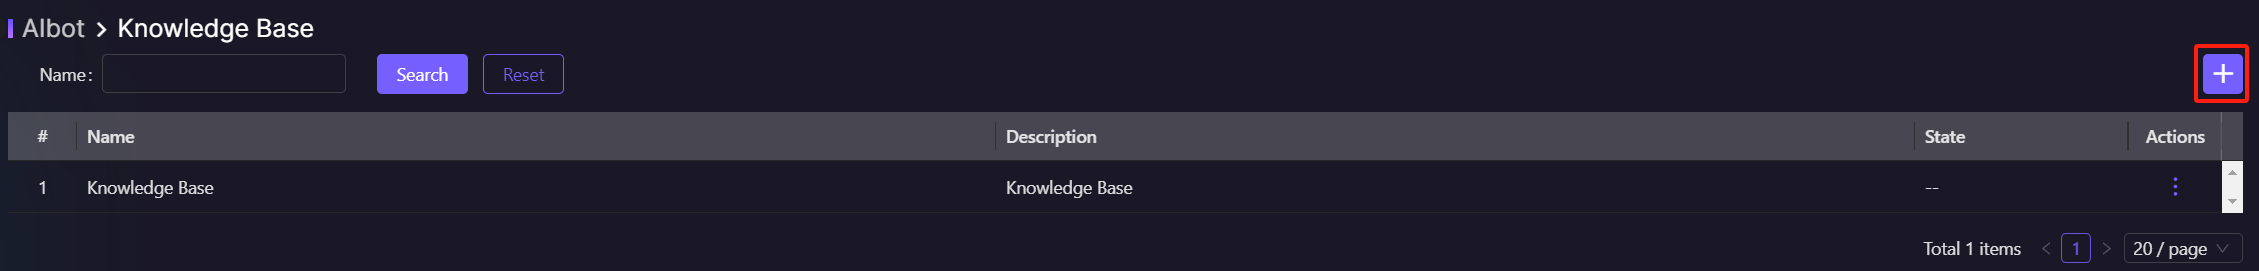 AIbot > Knowledge Base
Name: Search Reset +
# Name Description State Actions
1 Knowledge Base Knowledge Base -- ⋮
Total 1 items < 1 > 20 / page